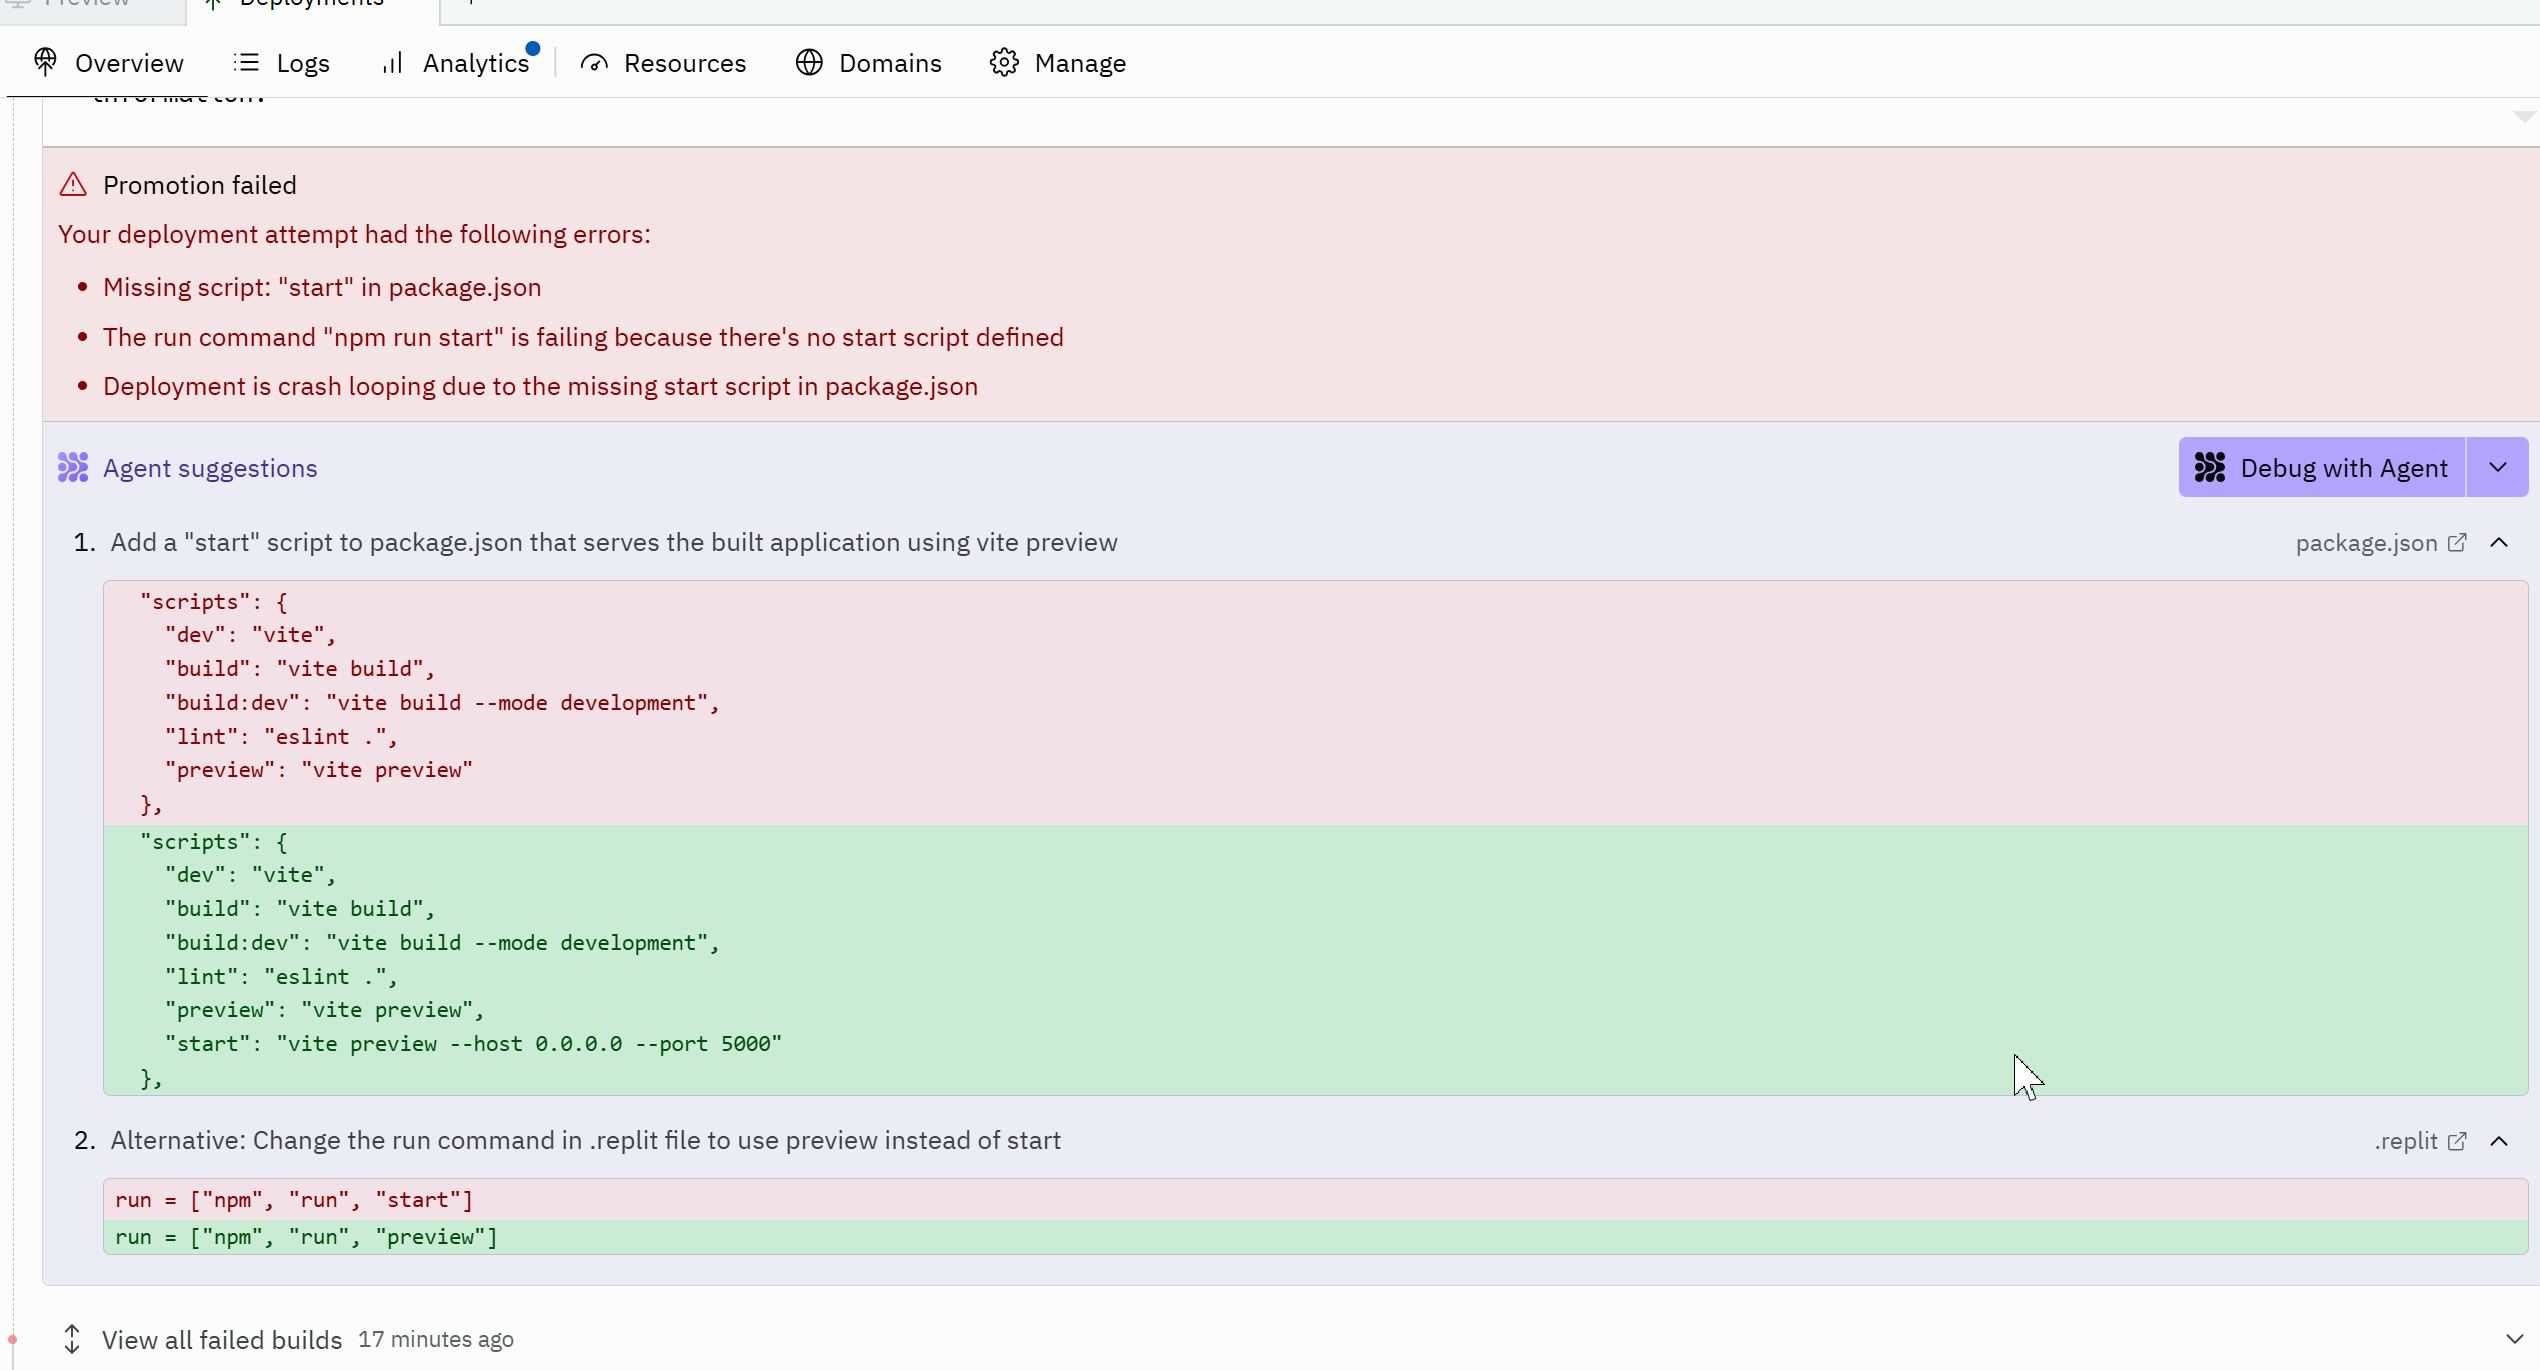 Preview
Deployments
Overview
Logs
Analytics
Resources
Domains
Manage
information.
Promotion failed
Your deployment attempt had the following errors:
• Missing script: "start" in package.json
• The run command "npm run start" is failing because there's no start script defined
• Deployment is crash looping due to the missing start script in package.json
Agent suggestions
Debug with Agent
1. Add a "start" script to package.json that serves the built application using vite preview
package.json
"scripts": {
"dev": "vite",
"build": "vite build",
"build:dev": "vite build --mode development",
"lint": "eslint .",
"preview": "vite preview"
},
"scripts": {
"dev": "vite",
"build": "vite build",
"build:dev": "vite build --mode development",
"lint": "eslint .",
"preview": "vite preview",
"start": "vite preview --host 0.0.0.0 --port 5000"
},
2. Alternative: Change the run command in .replit file to use preview instead of start
.replit
run = ["npm", "run", "start"]
run = ["npm", "run", "preview"]
View all failed builds 17 minutes ago